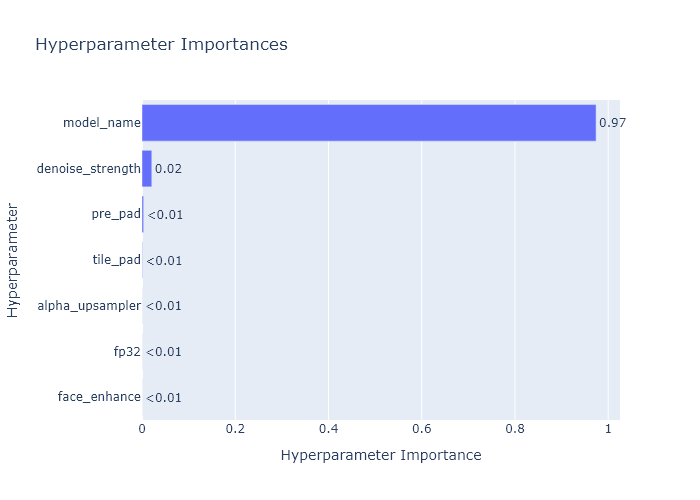 Hyperparameter Importances
Hyperparameter
model_name 0.97
denoise_strength 0.02
pre_pad <0.01
tile_pad <0.01
alpha_upsampler <0.01
fp32 <0.01
face_enhance <0.01
0 0.2 0.4 0.6 0.8 1
Hyperparameter Importance